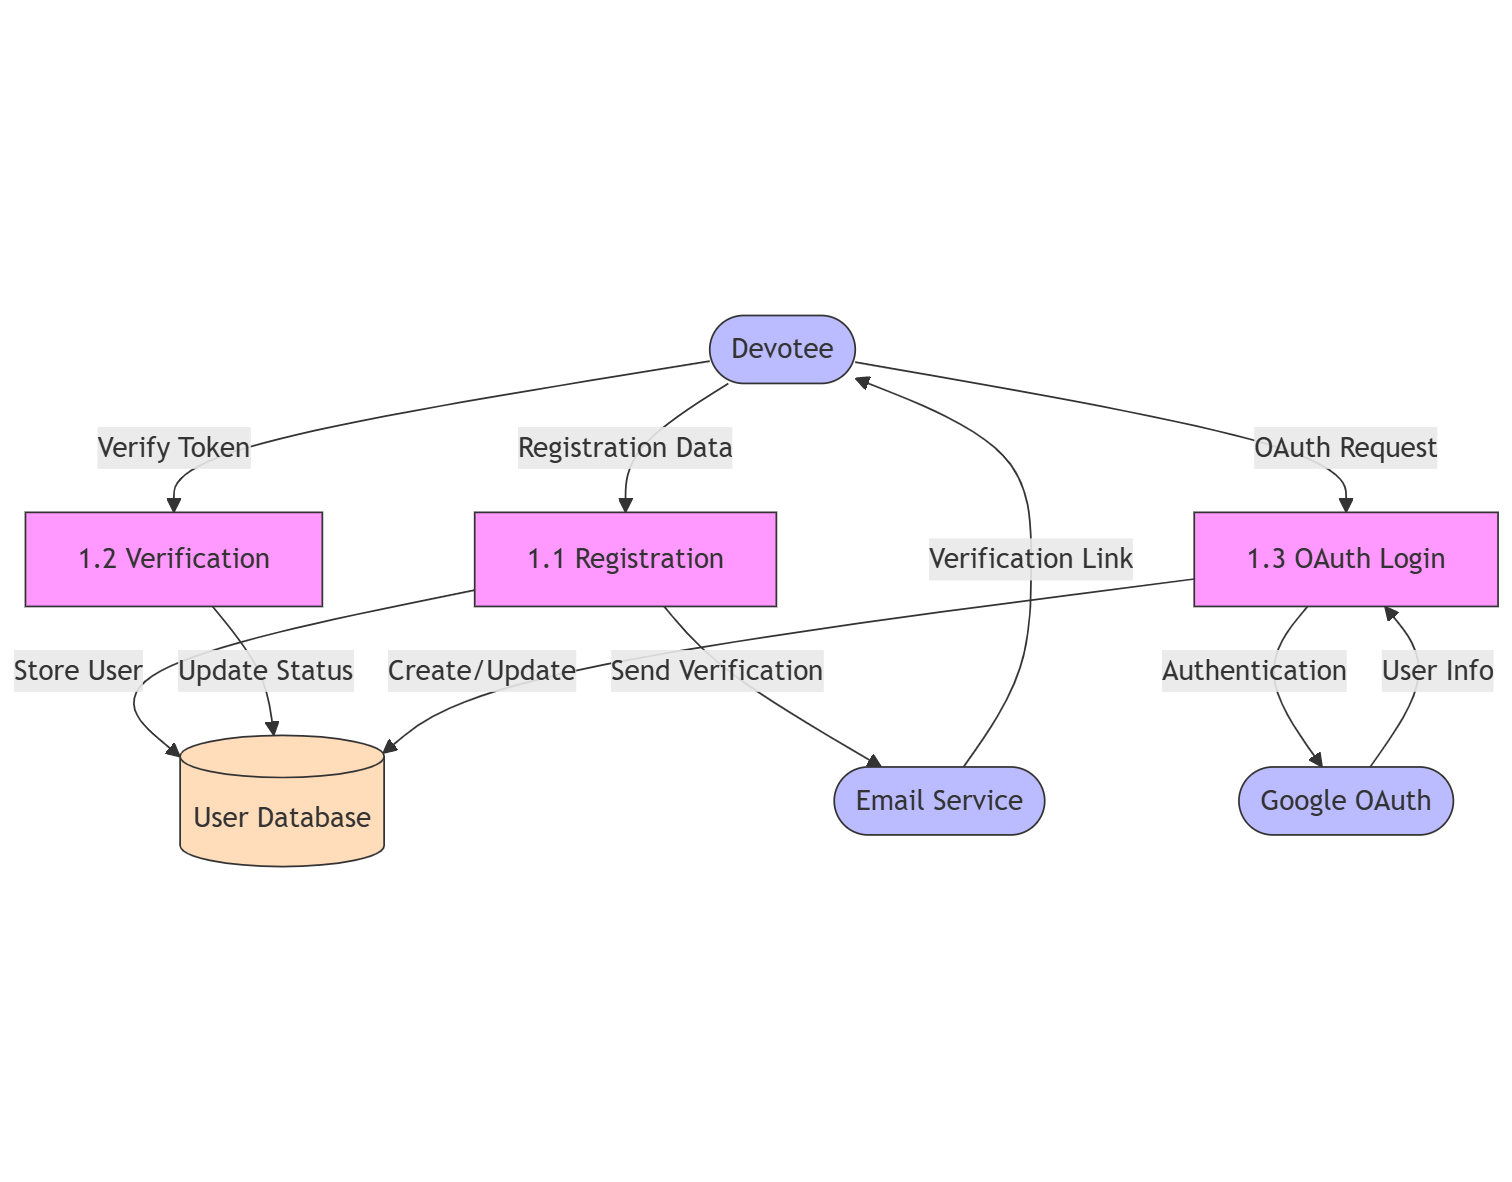 Devotee
Verify Token
Registration Data
OAuth Request
1.2 Verification
1.1 Registration
Verification Link
1.3 OAuth Login
Store User
Update Status
Create/Update
Send Verification
Authentication
User Info
User Database
Email Service
Google OAuth